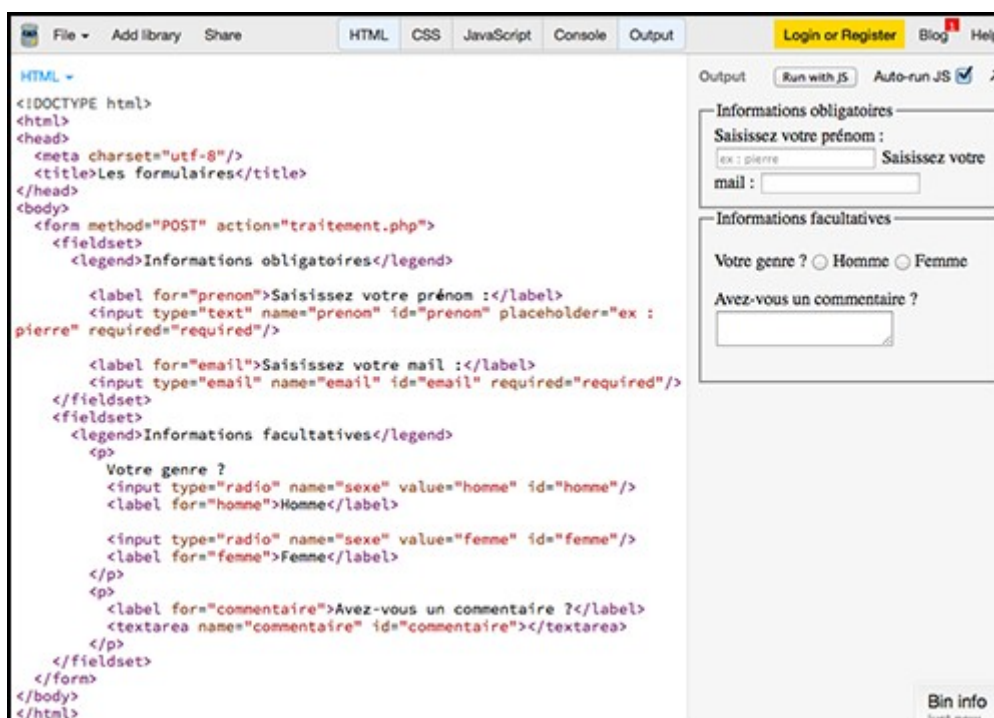 File Add library Share HTML CSS JavaScript Console Output Login or Register Blog 1
HTML
<!DOCTYPE html>
<html>
<head>
<meta charset="utf-8"/>
<title>Les formulaires</title>
</head>
<body>
<form method="POST" action="traitement.php">
<fieldset>
<legend>Informations obligatoires</legend>
<label for="prenom">Saisissez votre prénom :</label>
<input type="text" name="prenom" id="prenom" placeholder="ex :
pierre" required="required"/>
<label for="email">Saisissez votre mail :</label>
<input type="email" name="email" id="email" required="required"/>
</fieldset>
<fieldset>
<legend>Informations facultatives</legend>
<p>
Votre genre ?
<input type="radio" name="sexe" value="homme" id="homme"/>
<label for="homme">Homme</label>
<input type="radio" name="sexe" value="femme" id="femme"/>
<label for="femme">Femme</label>
</p>
<p>
<label for="commentaire">Avez-vous un commentaire ?</label>
<textarea name="commentaire" id="commentaire"></textarea>
</p>
</fieldset>
</form>
</body>
</html>
Output Run with JS Auto-run JS
Informations obligatoires
Saisissez votre prénom :
ex : pierre Saisissez votre
mail :
Informations facultatives
Votre genre ? Homme Femme
Avez-vous un commentaire ?
Bin info